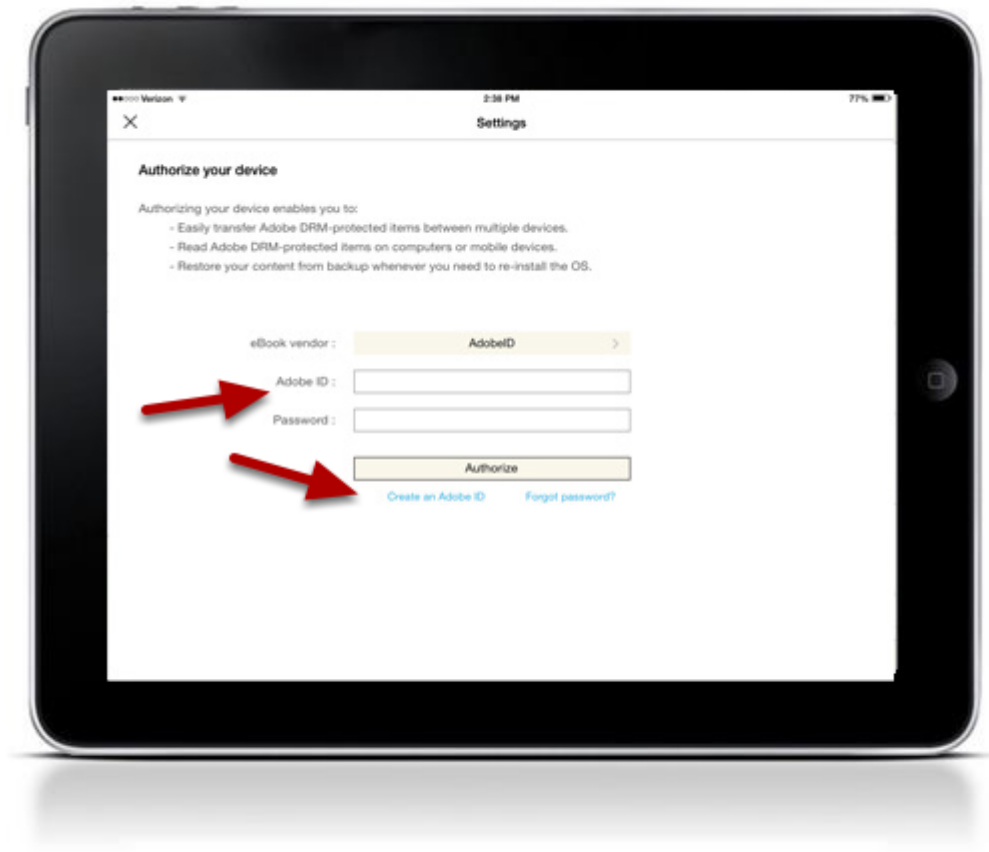 Verizon 2:36 PM 77%
Settings
Authorize your device
Authorizing your device enables you to:
- Easily transfer Adobe DRM-protected items between multiple devices.
- Read Adobe DRM-protected items on computers or mobile devices.
- Restore your content from backup whenever you need to re-install the OS.
eBook vendor : AdobeID
Adobe ID :
Password :
Authorize
Create an Adobe ID Forgot password?